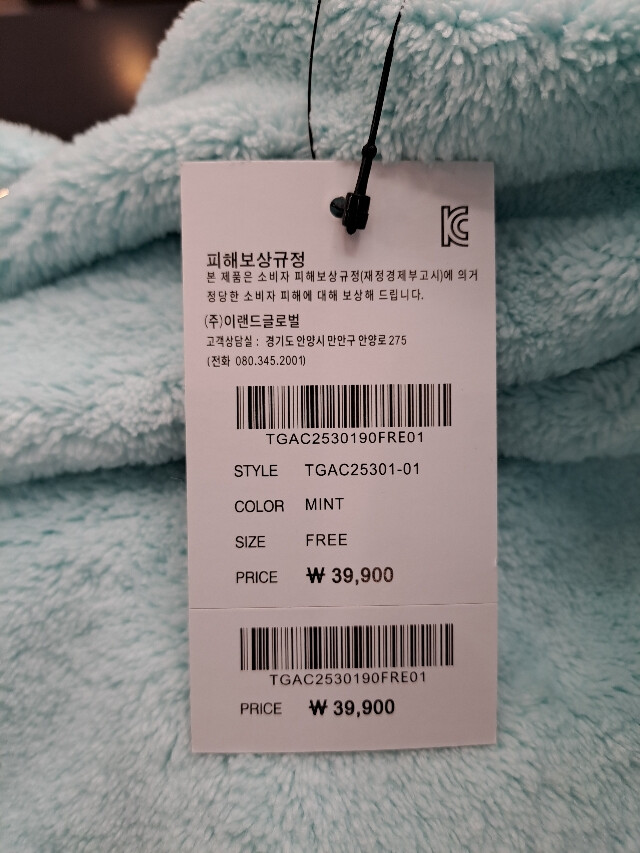 피해보상규정
본 제품은 소비자 피해보상규정(재정경제부고시)에 의거
정당한 소비자 피해에 대해 보상해 드립니다.
(주)이랜드글로벌
고객상담실 : 경기도 안양시 만안구 안양로 275
(전화 080.345.2001)
TGAC2530190FRE01
STYLE TGAC25301-01
COLOR MINT
SIZE FREE
PRICE ₩ 39,900
TGAC2530190FRE01
PRICE ₩ 39,900